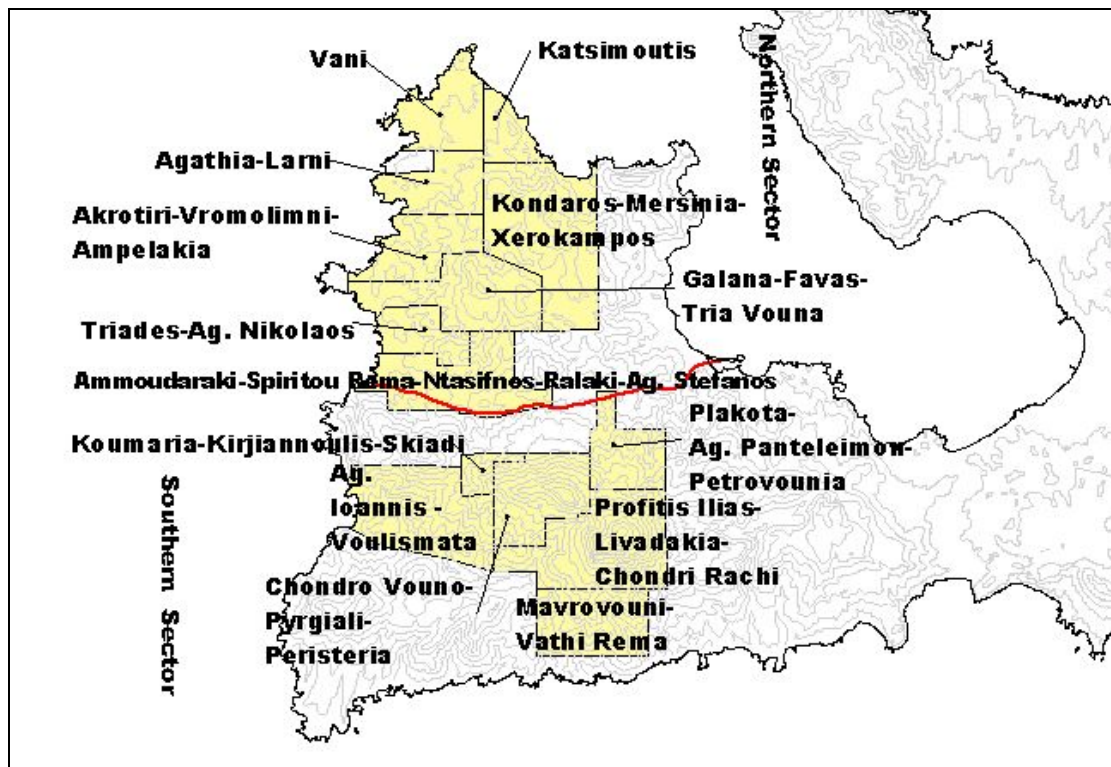 Vani
Katsimoutis
Northern Sector
Agathia-Larni
Akrotiri-Vromolimni-
Ampelakia
Kondaros-Mersinia-
Xerokampos
Galana-Favas-
Tria Vouna
Triades-Ag. Nikolaos
Ammoudaraki-Spiritou Rema-Ntasifnos-Ralaki-Ag. Stefanos
Plakota-
Ag. Panteleimon-
Petrovounia
Koumaria-Kirjiannoulis-Skiadi
Ag.
Ioannis -
Voulismata
Southern Sector
Profitis Ilias-
Livadakia-
Chondri Rachi
Chondro Vouno-
Pyrgiali-
Peristeria
Mavrovouni-
Vathi Rema